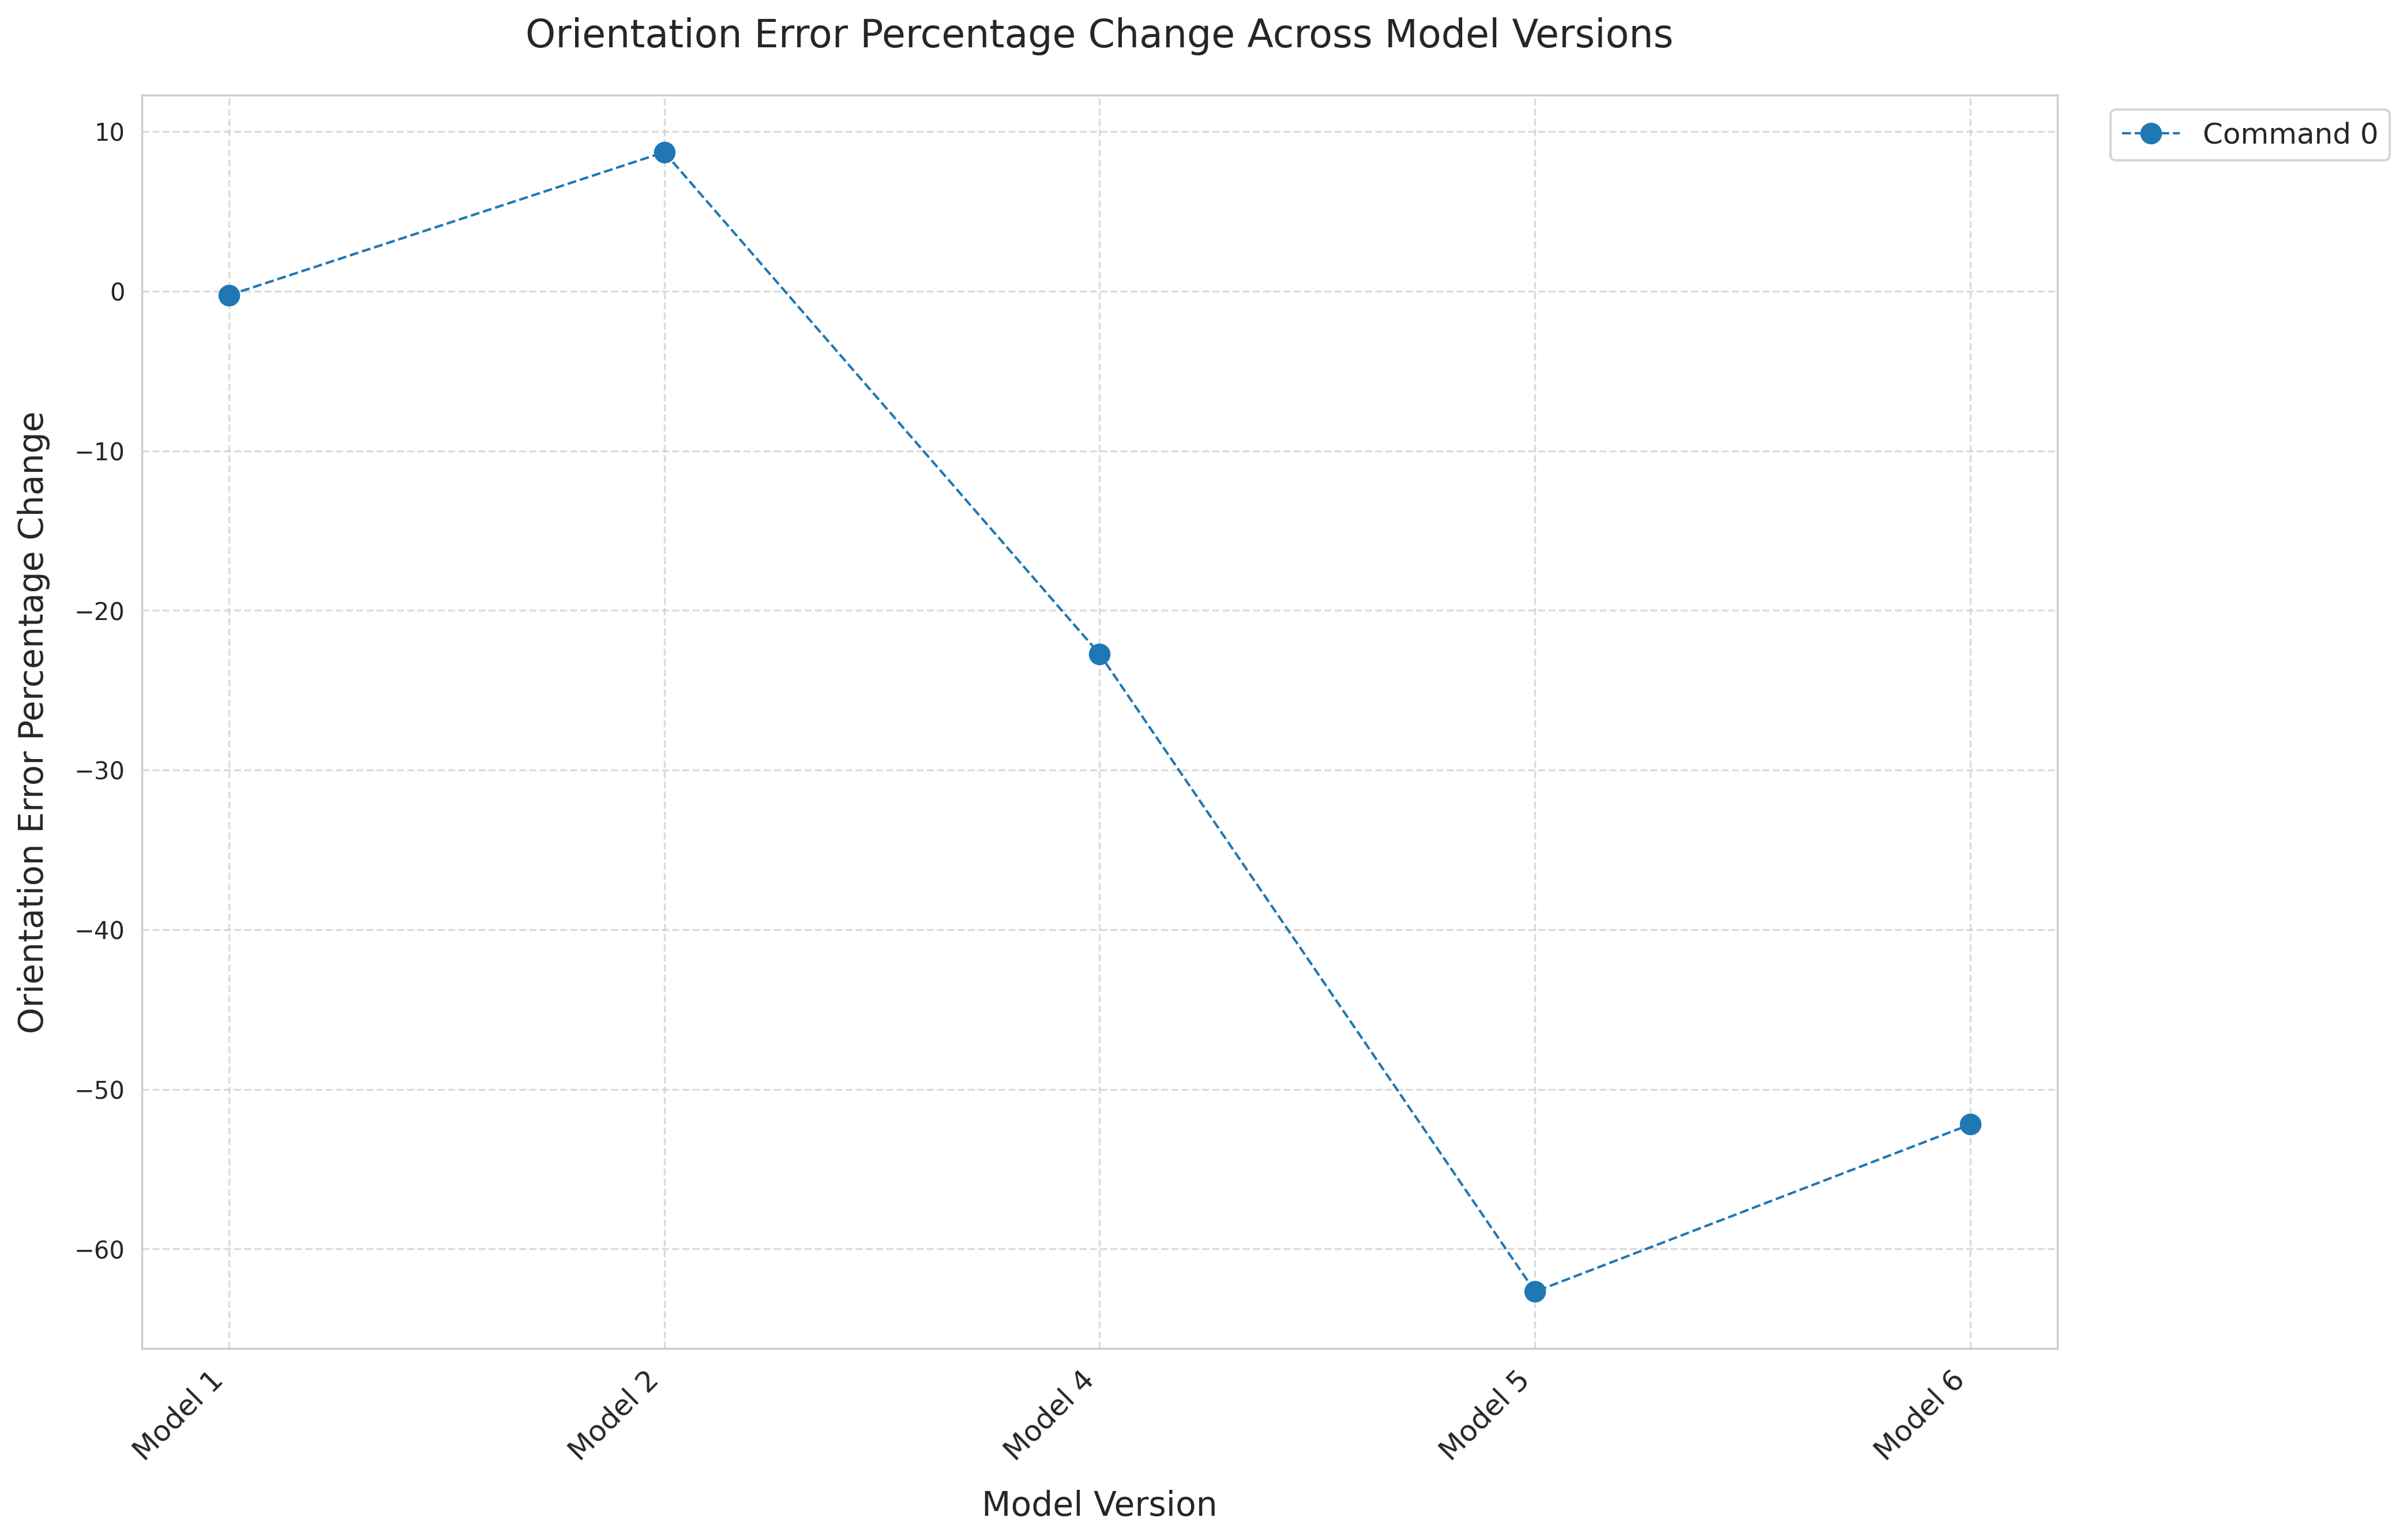 Orientation Error Percentage Change Across Model Versions
Command 0
Orientation Error Percentage Change
10
0
−10
−20
−30
−40
−50
−60
Model 1
Model 2
Model 4
Model 5
Model 6
Model Version